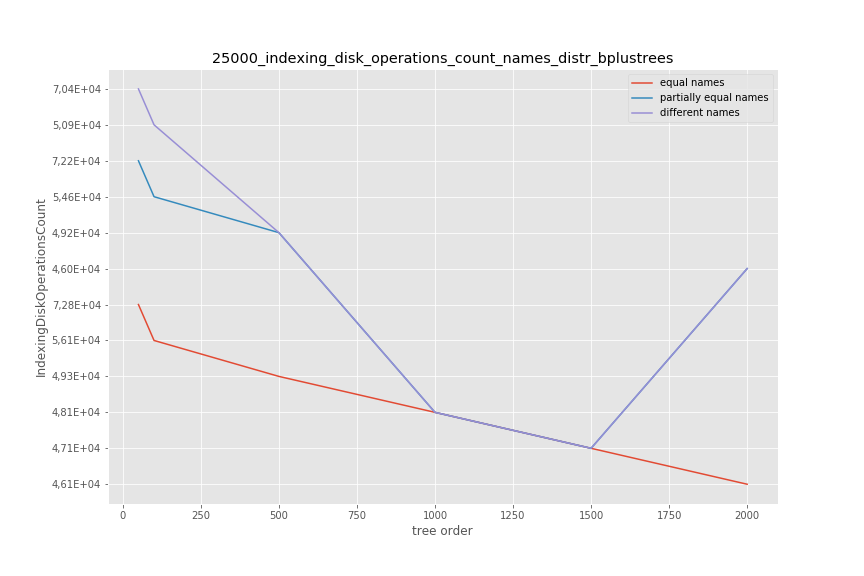 25000_indexing_disk_operations_count_names_distr_bplustrees
equal names
partially equal names
different names
IndexingDiskOperationsCount
7,04E+04
5,09E+04
7,22E+04
5,46E+04
4,92E+04
4,60E+04
7,28E+04
5,61E+04
4,93E+04
4,81E+04
4,71E+04
4,61E+04
0 250 500 750 1000 1250 1500 1750 2000
tree order